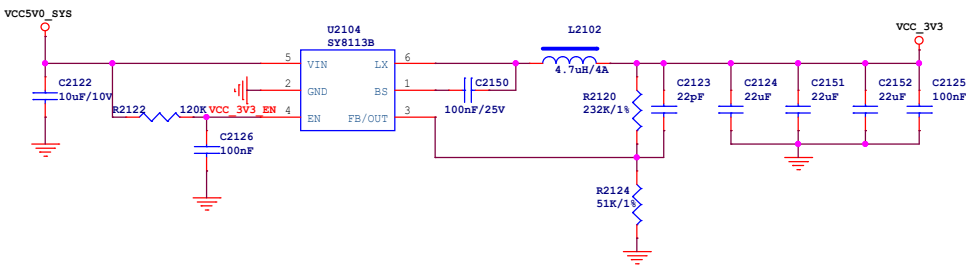 VCC5V0_SYS
U2104
SY8113B
L2102
VCC_3V3
5
VIN
LX
6
4.7uH/4A
C2122
10uF/10V
2
GND
BS
1
C2150
100nF/25V
R2120
232K/1%
C2123
22pF
C2124
22uF
C2151
22uF
C2152
22uF
C2125
100nF
R2122
120K
VCC_3V3_EN
4
EN
FB/OUT
3
C2126
100nF
R2124
51K/1%